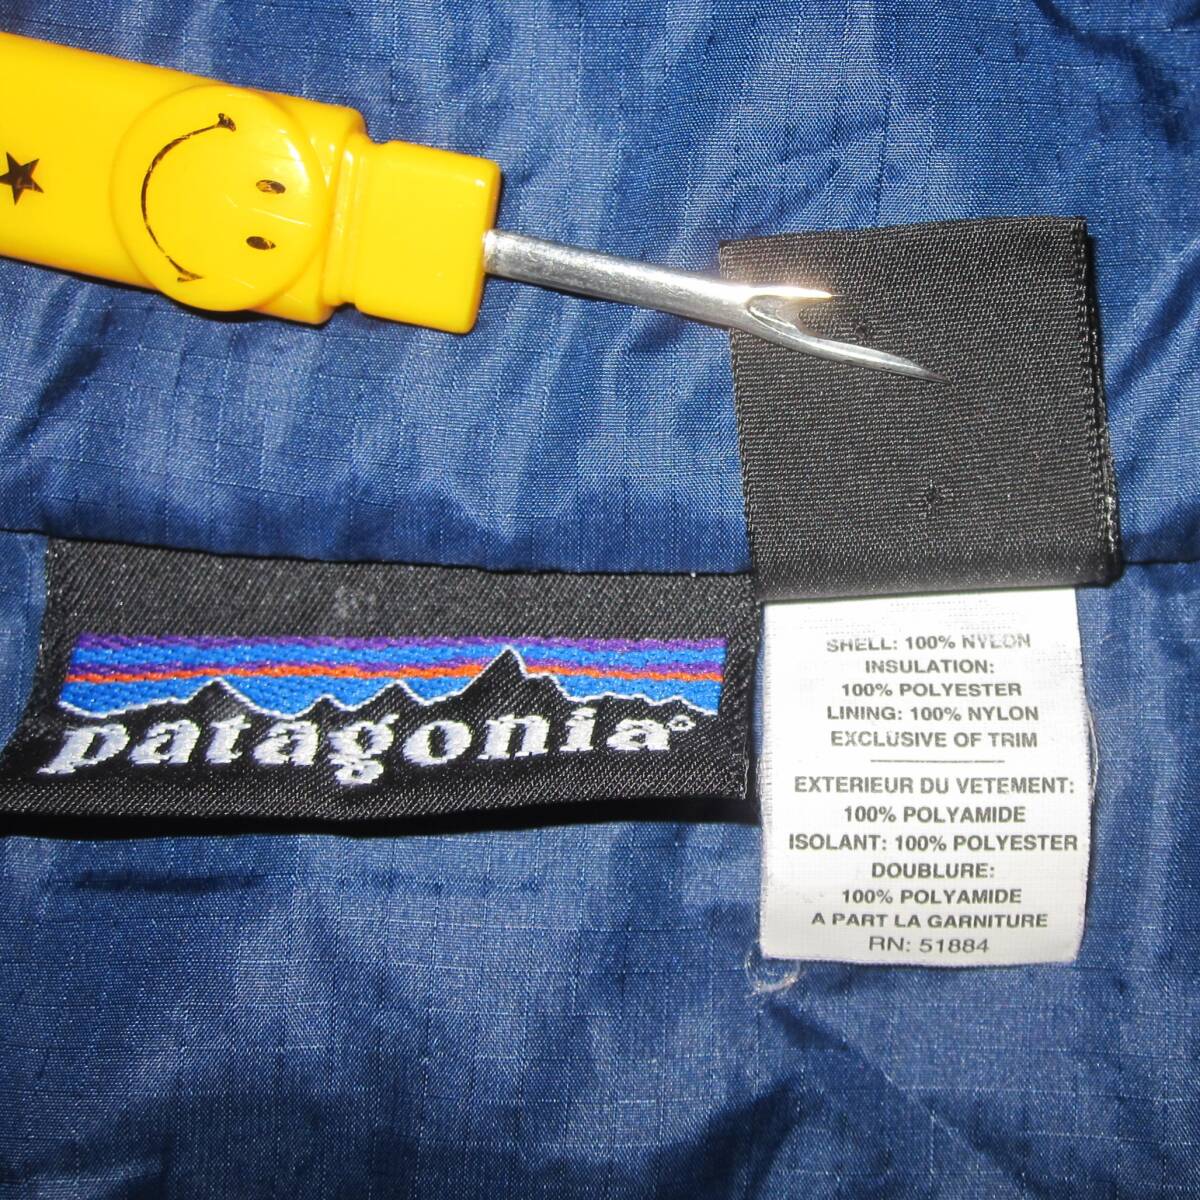 patagonia®
SHELL: 100% NYLON
INSULATION:
100% POLYESTER
LINING: 100% NYLON
EXCLUSIVE OF TRIM
EXTERIEUR DU VETEMENT:
100% POLYAMIDE
ISOLANT: 100% POLYESTER
DOUBLURE:
100% POLYAMIDE
A PART LA GARNITURE
RN: 51884